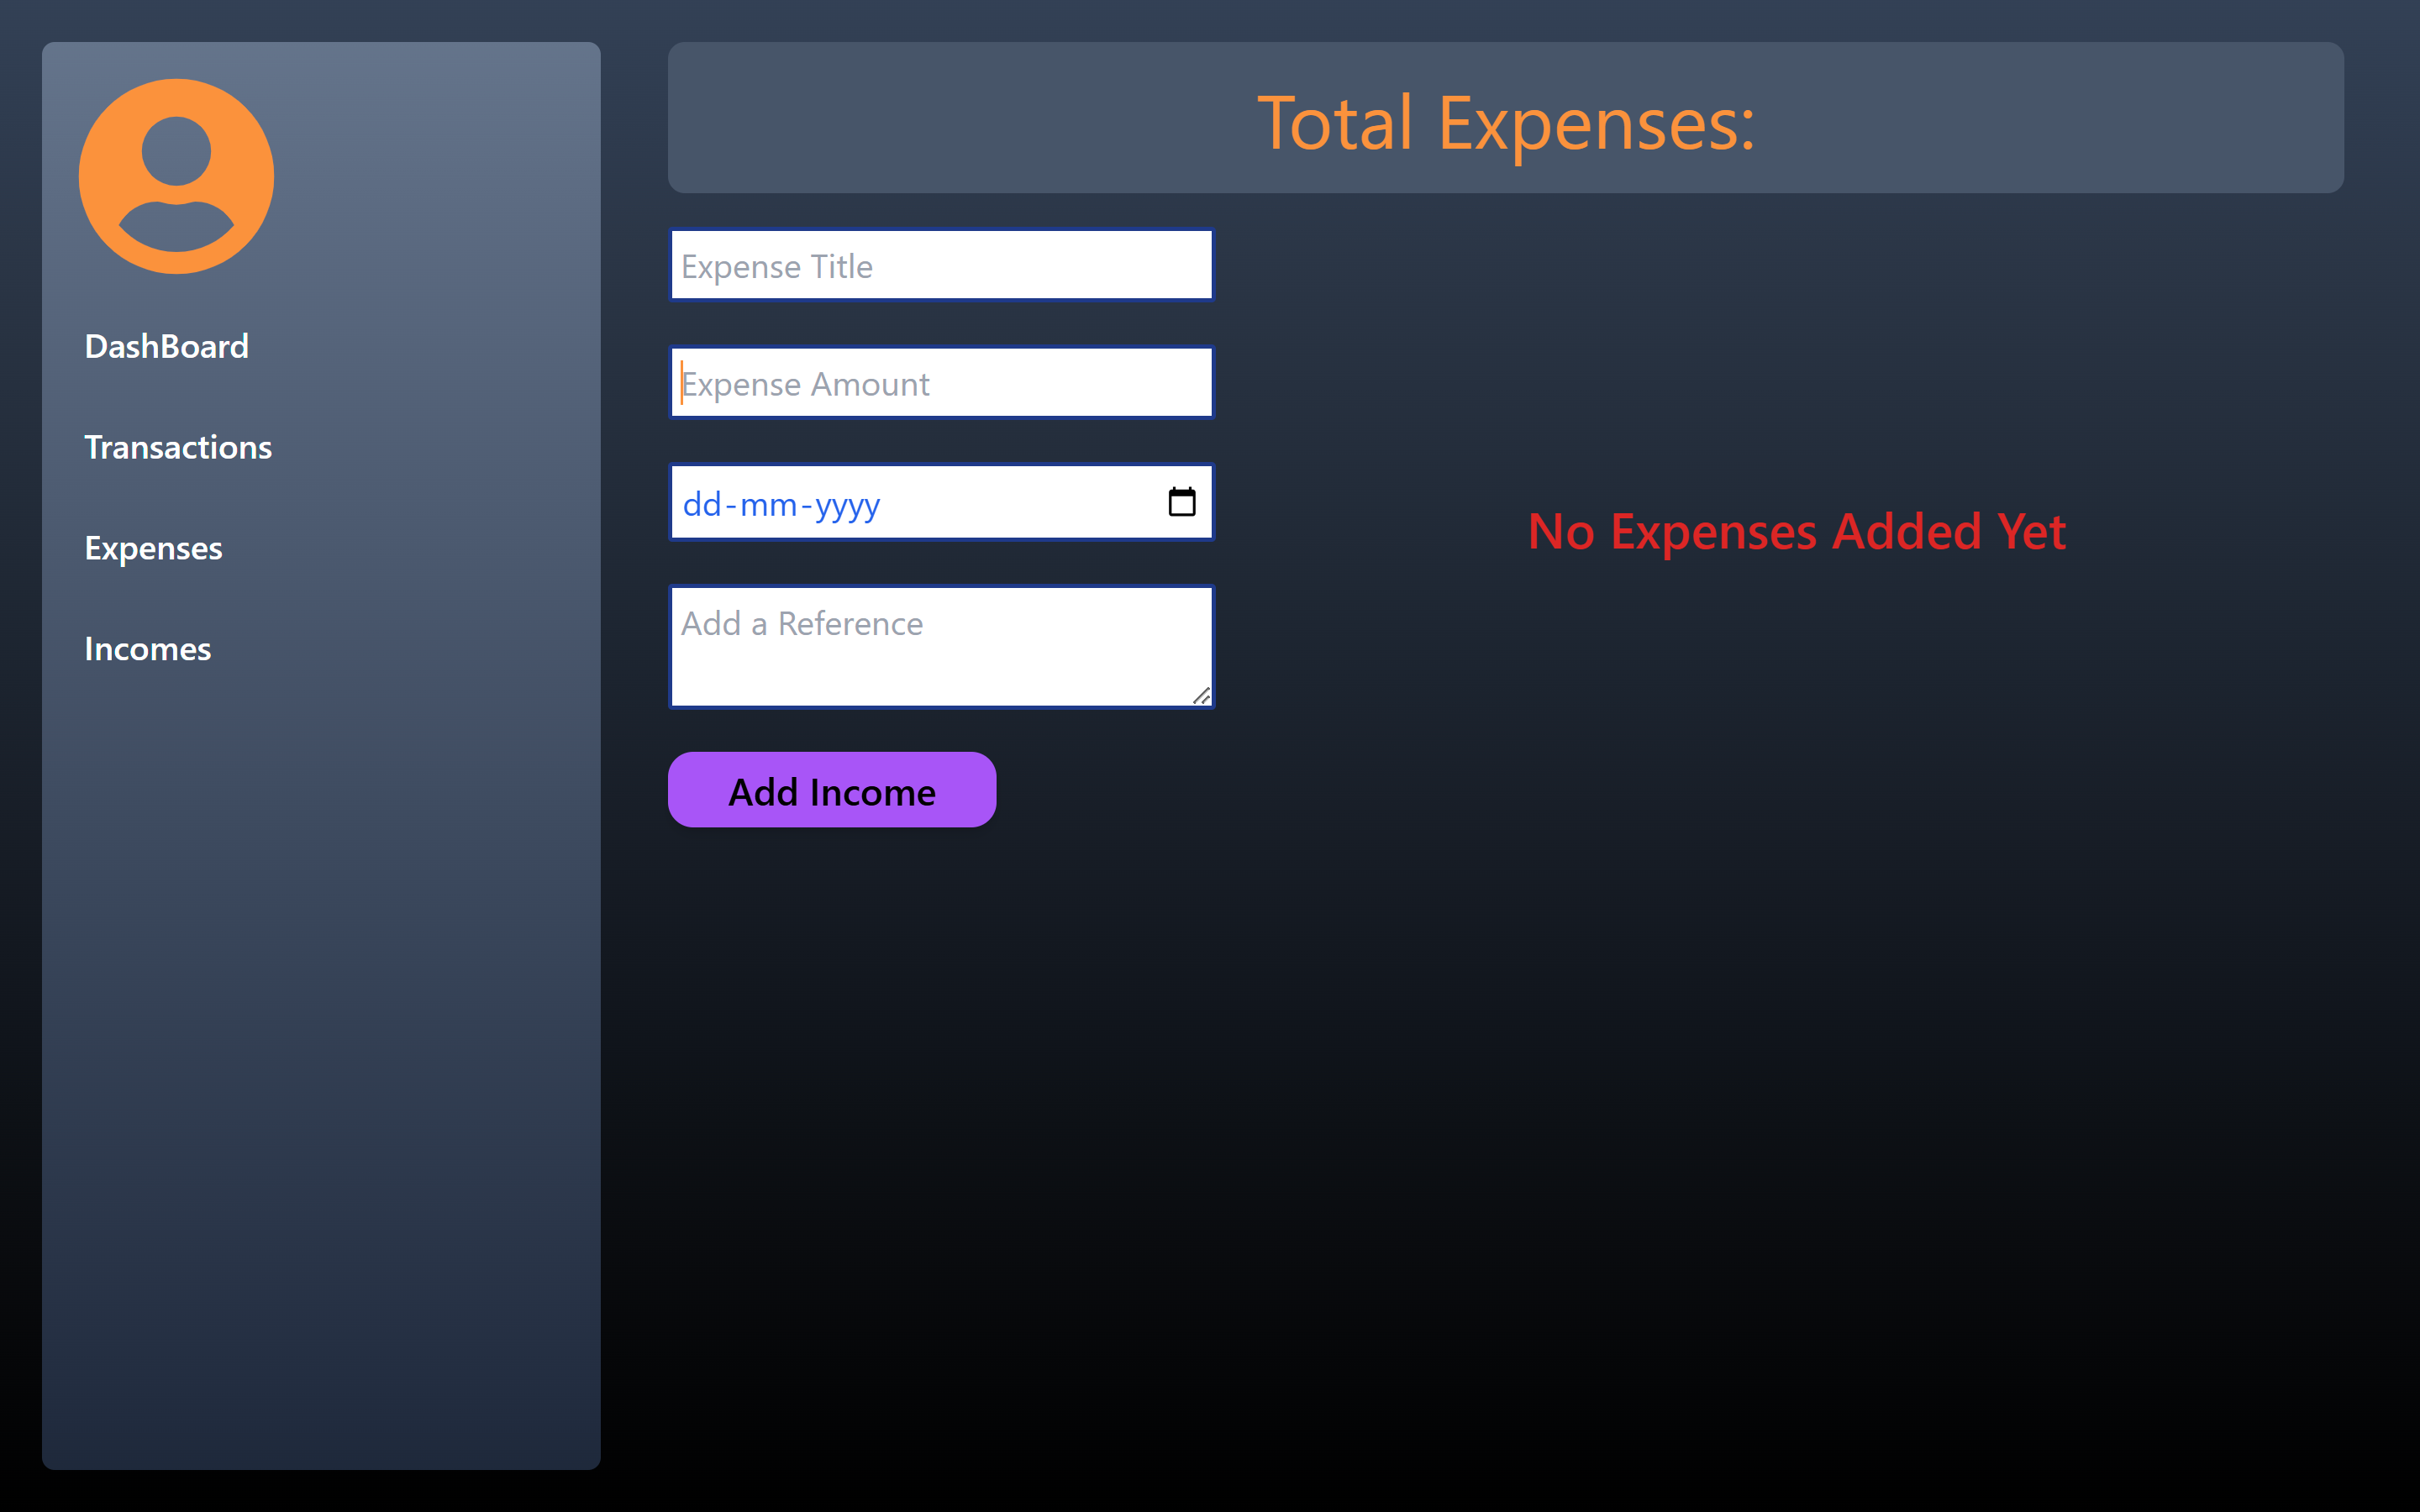 DashBoard
Transactions
Expenses
Incomes
Total Expenses:
Expense Title
Expense Amount
dd-mm-yyyy
Add a Reference
Add Income
No Expenses Added Yet